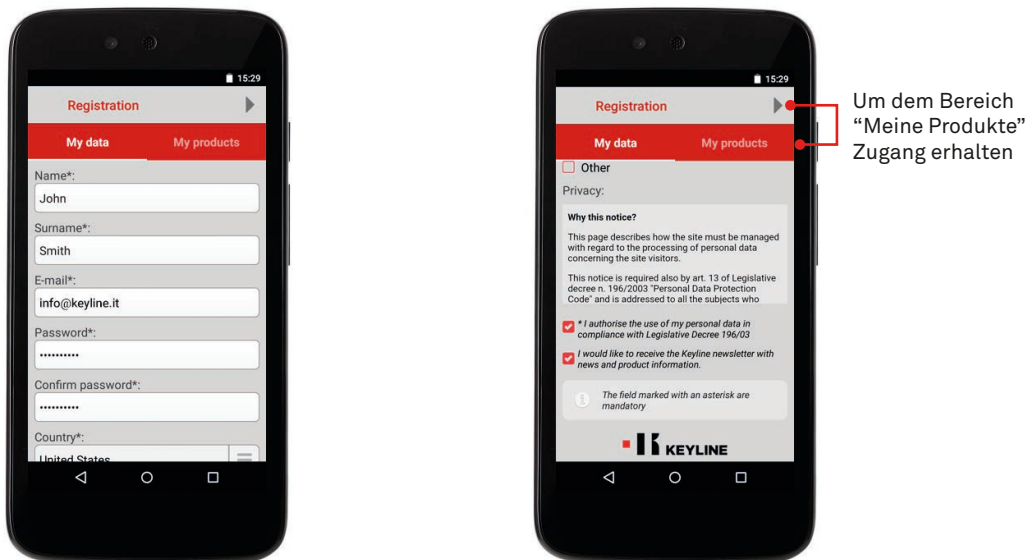 15:29
Registration
My data My products
Name*:
John
Surname*:
Smith
E-mail*:
info@keyline.it
Password*:
••••••••••
Confirm password*:
••••••••••
Country*:
United States
15:29
Registration
My data My products
Other
Privacy:
Why this notice?
This page describes how the site must be managed
with regard to the processing of personal data
concerning the site visitors.
This notice is required also by art. 13 of Legislative
decree n. 196/2003 "Personal Data Protection
Code" and is addressed to all the subjects who
* I authorise the use of my personal data in
compliance with Legislative Decree 196/03
I would like to receive the Keyline newsletter with
news and product information.
The field marked with an asterisk are
mandatory
KEYLINE
Um dem Bereich
“Meine Produkte”
Zugang erhalten